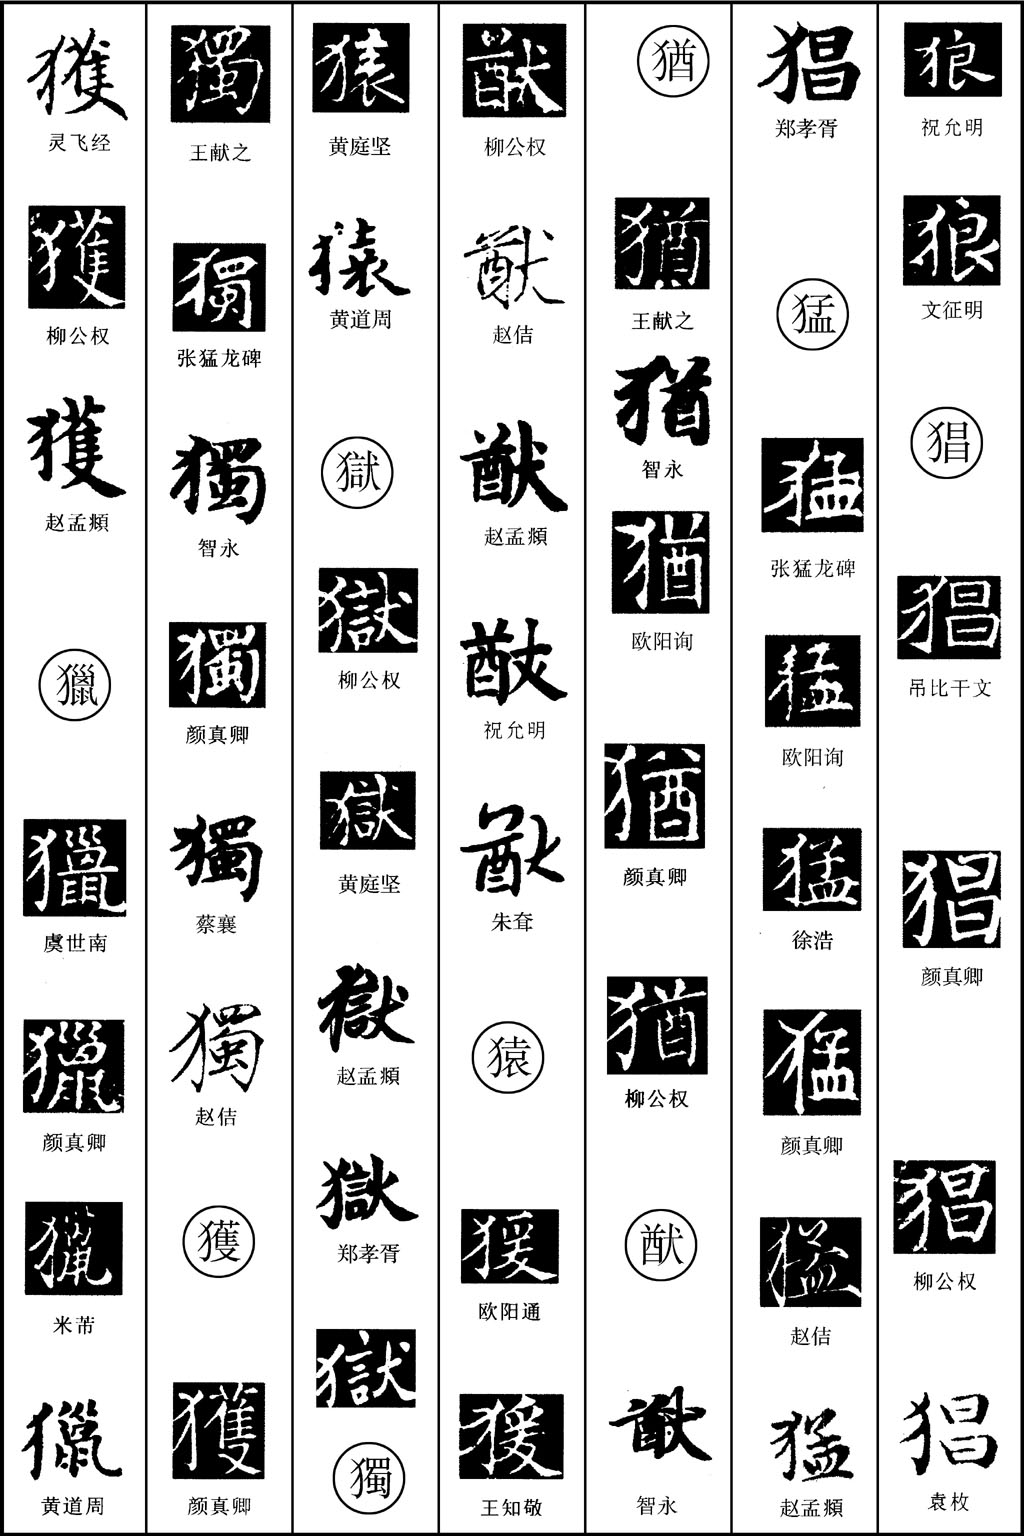 狼
祝允明
狼
文征明
猖
猖
吊比干文
猖
颜真卿
猖
柳公权
猖
袁枚
猖
郑孝胥
猛
猛
张猛龙碑
猛
欧阳询
猛
徐浩
猛
颜真卿
猛
赵佶
猛
赵孟頫
猶
猶
王献之
猶
智永
猶
欧阳询
猶
颜真卿
猶
柳公权
猷
猷
智永
猷
柳公权
猷
赵佶
猷
赵孟頫
猷
祝允明
猷
朱耷
猿
猨
欧阳通
猨
王知敬
猿
黄庭坚
猿
黄道周
獄
獄
柳公权
獄
黄庭坚
獄
赵孟頫
獄
郑孝胥
獄
獨
獨
王献之
獨
张猛龙碑
獨
智永
獨
颜真卿
獨
蔡襄
獨
赵佶
獲
獲
颜真卿
獲
灵飞经
獲
柳公权
獲
赵孟頫
獵
獵
虞世南
獵
颜真卿
獵
米芾
獵
黄道周